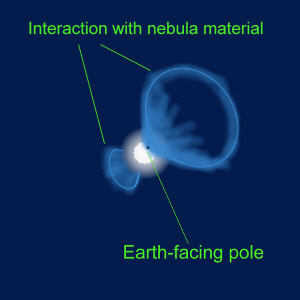 Interaction with nebula material
Earth-facing pole